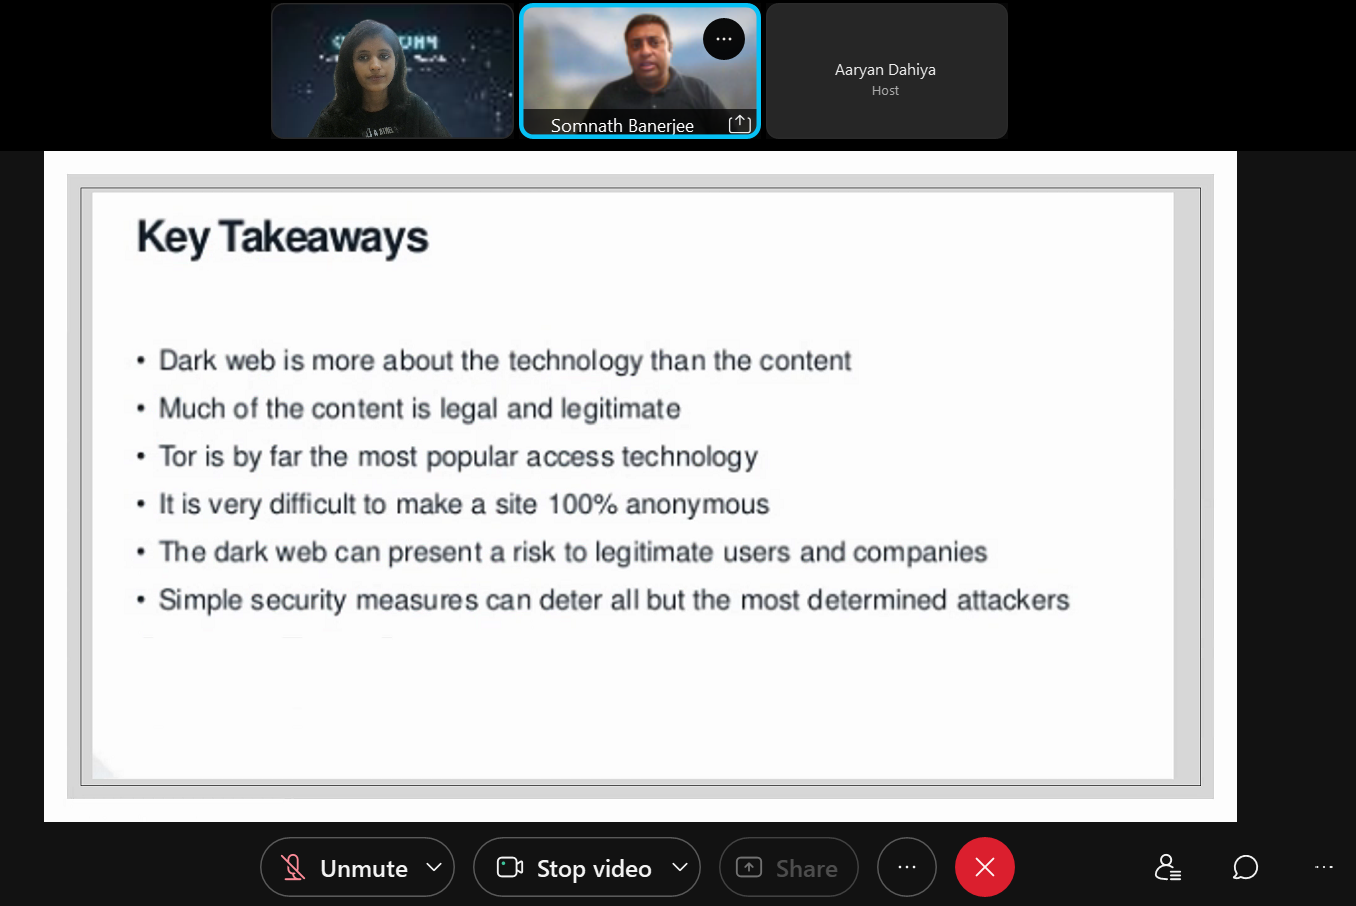 Somnath Banerjee
Aaryan Dahiya
Host
Key Takeaways
• Dark web is more about the technology than the content
• Much of the content is legal and legitimate
• Tor is by far the most popular access technology
• It is very difficult to make a site 100% anonymous
• The dark web can present a risk to legitimate users and companies
• Simple security measures can deter all but the most determined attackers
Unmute
Stop video
Share